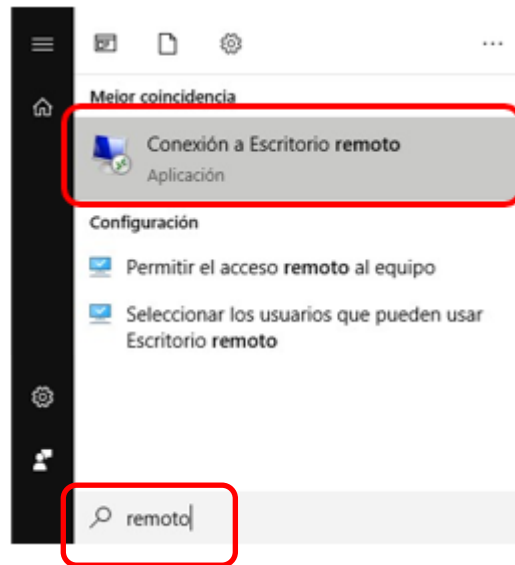 Mejor coincidencia
Conexión a Escritorio remoto
Aplicación
Configuración
Permitir el acceso remoto al equipo
Seleccionar los usuarios que pueden usar
Escritorio remoto
remoto